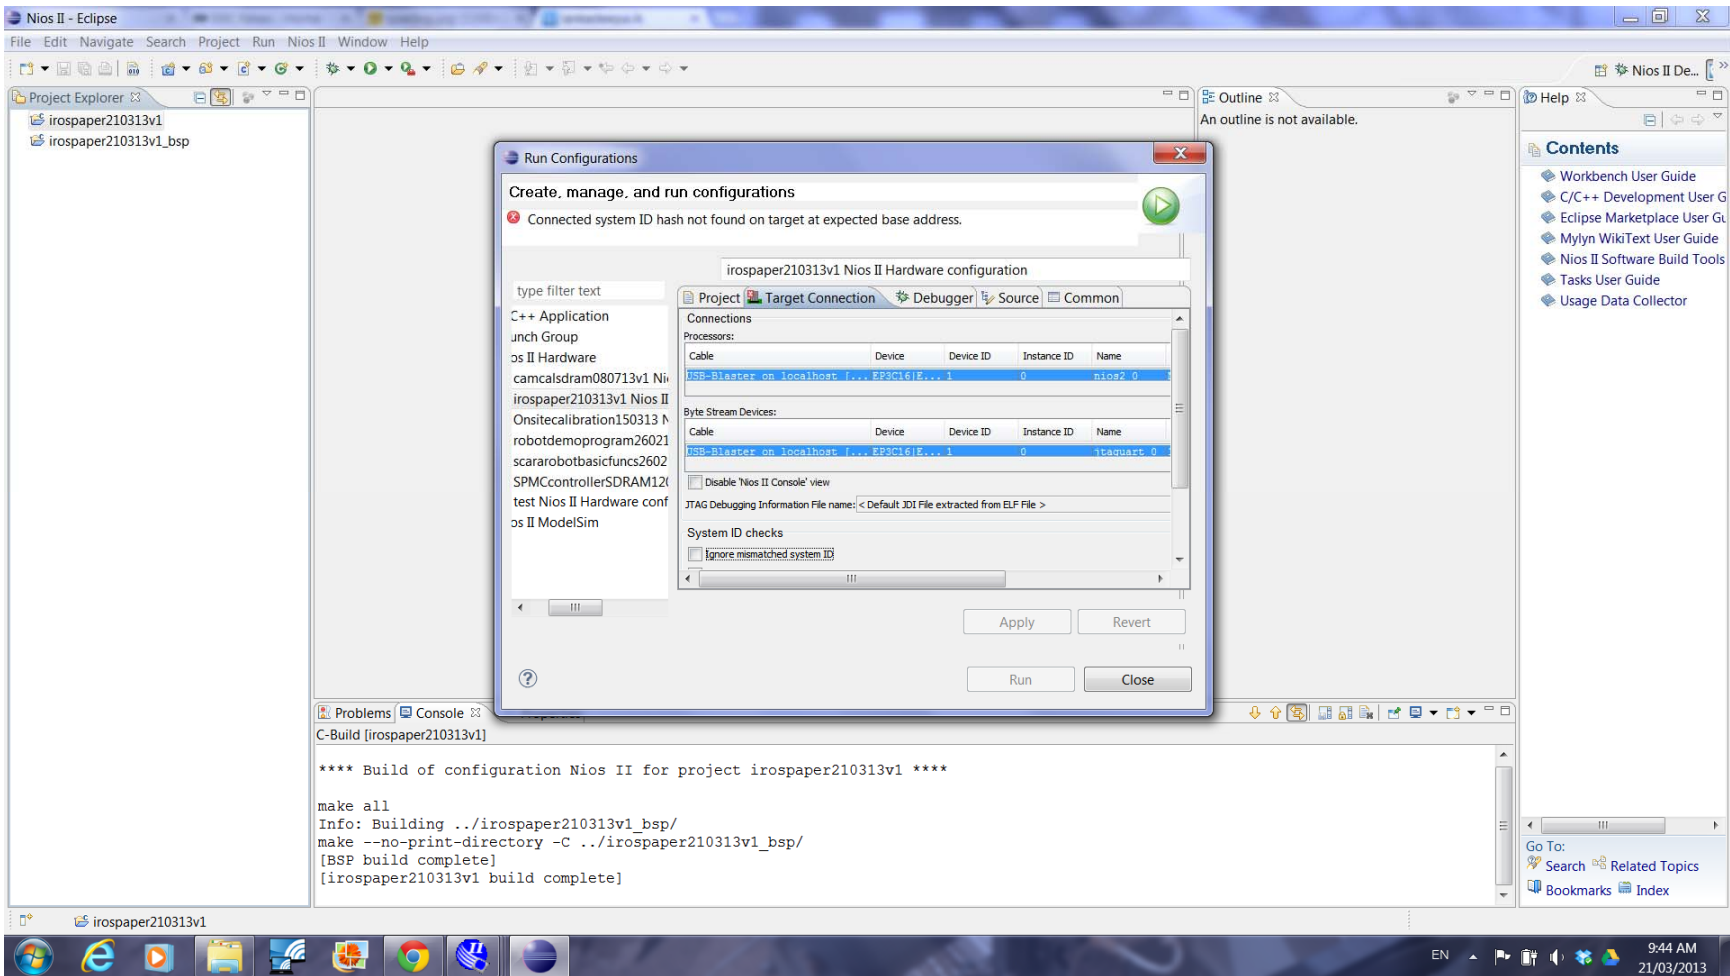 Nios II - Eclipse
File Edit Navigate Search Project Run Nios II Window Help
Nios II De...
Project Explorer
irospaper210313v1
irospaper210313v1_bsp
Outline
An outline is not available.
Help
Contents
Workbench User Guide
C/C++ Development User G
Eclipse Marketplace User Gu
Mylyn WikiText User Guide
Nios II Software Build Tools
Tasks User Guide
Usage Data Collector
Run Configurations
Create, manage, and run configurations
Connected system ID hash not found on target at expected base address.
irospaper210313v1 Nios II Hardware configuration
type filter text
C++ Application
unch Group
os II Hardware
camcalsdram080713v1 Ni
irospaper210313v1 Nios II
Onsitecalibration150313 N
robotdemoprogram26021
scararobotbasicfuncs2602
SPMCcontrollerSDRAM12
test Nios II Hardware conf
os II ModelSim
Project Target Connection Debugger Source Common
Connections
Processors:
Cable Device Device ID Instance ID Name
USB-Blaster on localhost [... EP3C16|E... 1 0 nios2_0
Byte Stream Devices:
Cable Device Device ID Instance ID Name
USB-Blaster on localhost [... EP3C16|E... 1 0 jtaguart_0
Disable 'Nios II Console' view
JTAG Debugging Information File name: < Default JDI File extracted from ELF File >
System ID checks
Ignore mismatched system ID
Apply Revert
Run Close
Problems Console
C-Build [irospaper210313v1]
**** Build of configuration Nios II for project irospaper210313v1 ****
make all
Info: Building ../irospaper210313v1_bsp/
make --no-print-directory -C ../irospaper210313v1_bsp/
[BSP build complete]
[irospaper210313v1 build complete]
Go To:
Search Related Topics
Bookmarks Index
irospaper210313v1
EN
9:44 AM
21/03/2013